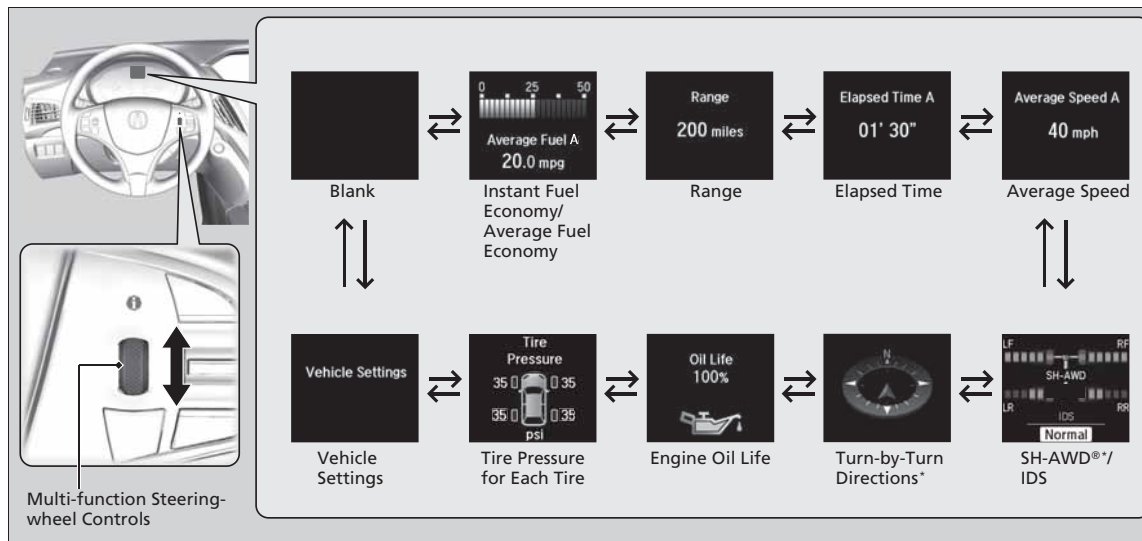 0 25 50
Average Fuel A
20.0 mpg
Range
200 miles
Elapsed Time A
01' 30"
Average Speed A
40 mph
Blank
Instant Fuel
Economy/
Average Fuel
Economy
Range
Elapsed Time
Average Speed
Vehicle Settings
Tire
Pressure
35 35
35 35
psi
Oil Life
100%
N
LF RF
SH-AWD
LR RR
IDS
Normal
Vehicle
Settings
Tire Pressure
for Each Tire
Engine Oil Life
Turn-by-Turn
Directions*
SH-AWD®*/
IDS
i
Multi-function Steering-
wheel Controls